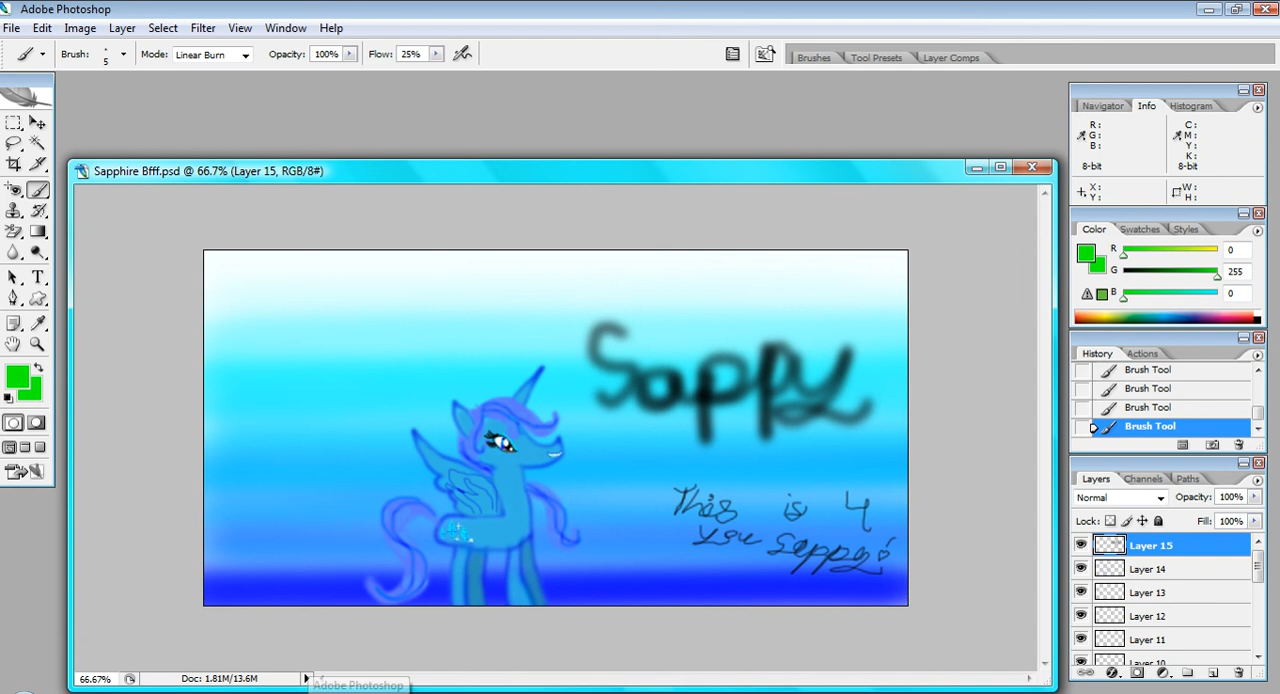 Adobe Photoshop
File Edit Image Layer Select Filter View Window Help
Brush: 5 Mode: Linear Burn Opacity: 100% Flow: 25% Brushes Tool Presets Layer Comps
Navigator Info Histogram
R: C:
G: M:
B: Y:
K:
8-bit 8-bit
X: W:
Y: H:
Sapphire Bfff.psd @ 66.7% (Layer 15, RGB/8#)
Color Swatches Styles
R 0
G 255
B 0
Sappy
This is 4
you Sappy!
History Actions
Brush Tool
Brush Tool
Brush Tool
Brush Tool
Layers Channels Paths
Normal Opacity: 100%
Lock: Fill: 100%
Layer 15
Layer 14
Layer 13
Layer 12
Layer 11
Layer 10
66.67% Doc: 1.81M/13.6M
Adobe Photoshop